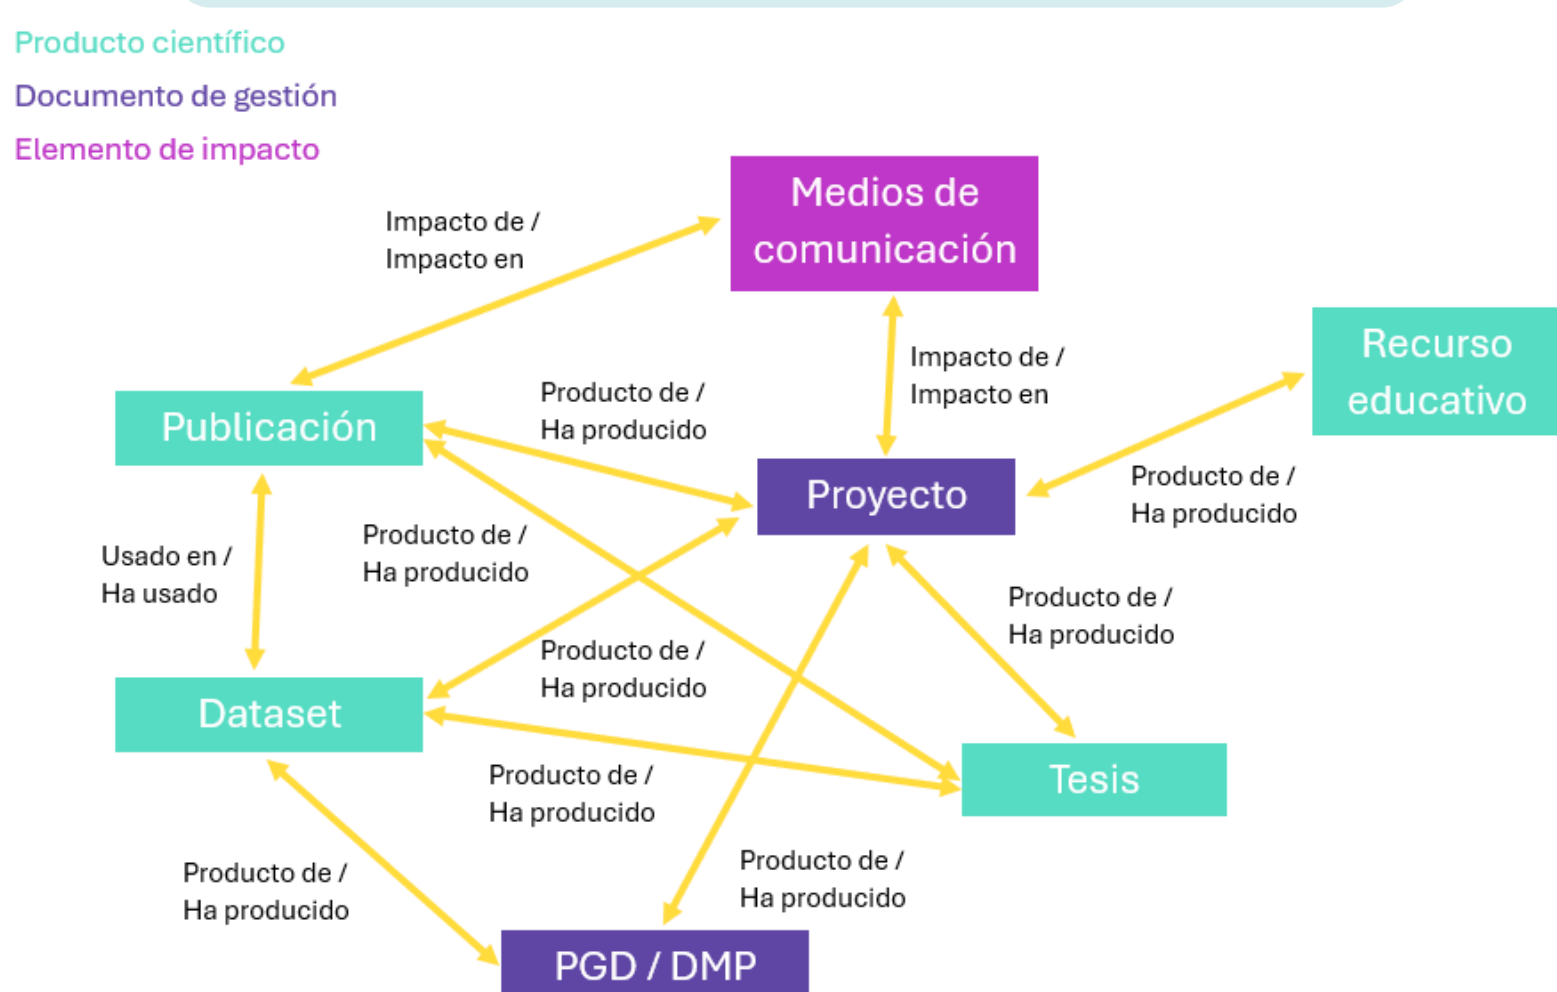 Producto científico
Documento de gestión
Elemento de impacto
Medios de
comunicación
Impacto de /
Impacto en
Recurso
educativo
Impacto de /
Impacto en
Producto de /
Ha producido
Publicación
Proyecto
Producto de /
Ha producido
Producto de /
Ha producido
Usado en /
Ha usado
Producto de /
Ha producido
Producto de /
Ha producido
Dataset
Tesis
Producto de /
Ha producido
Producto de /
Ha producido
Producto de /
Ha producido
PGD / DMP